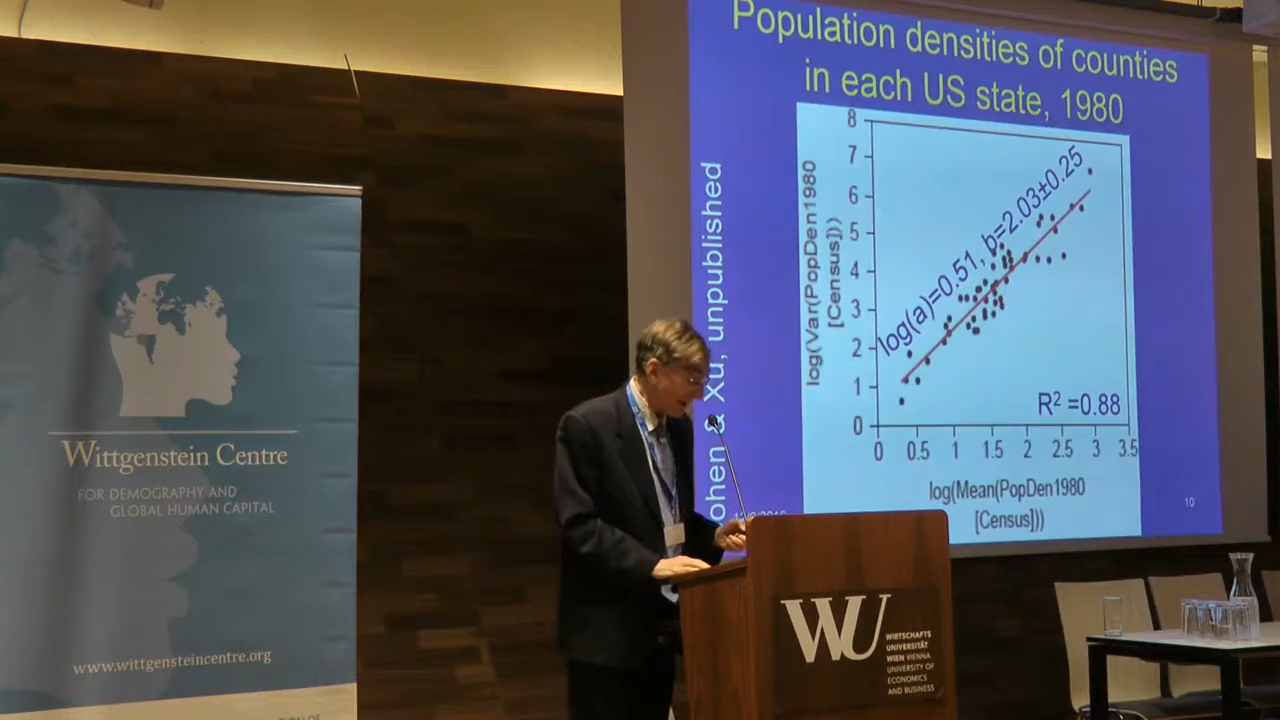 Population densities of counties
in each US state, 1980
8
7
6
5
4
3
2
1
0
log(Var(PopDen1980
[Census]))
log(a)=0.51, b=2.03±0.25
R² =0.88
0 0.5 1 1.5 2 2.5 3 3.5
log(Mean(PopDen1980
[Census]))
10
& Xu, unpublished
Wittgenstein Centre
FOR DEMOGRAPHY AND
GLOBAL HUMAN CAPITAL
www.wittgensteincentre.org
WU
WIRTSCHAFTS
UNIVERSITÄT
WIEN VIENNA
UNIVERSITY OF
ECONOMICS
AND BUSINESS